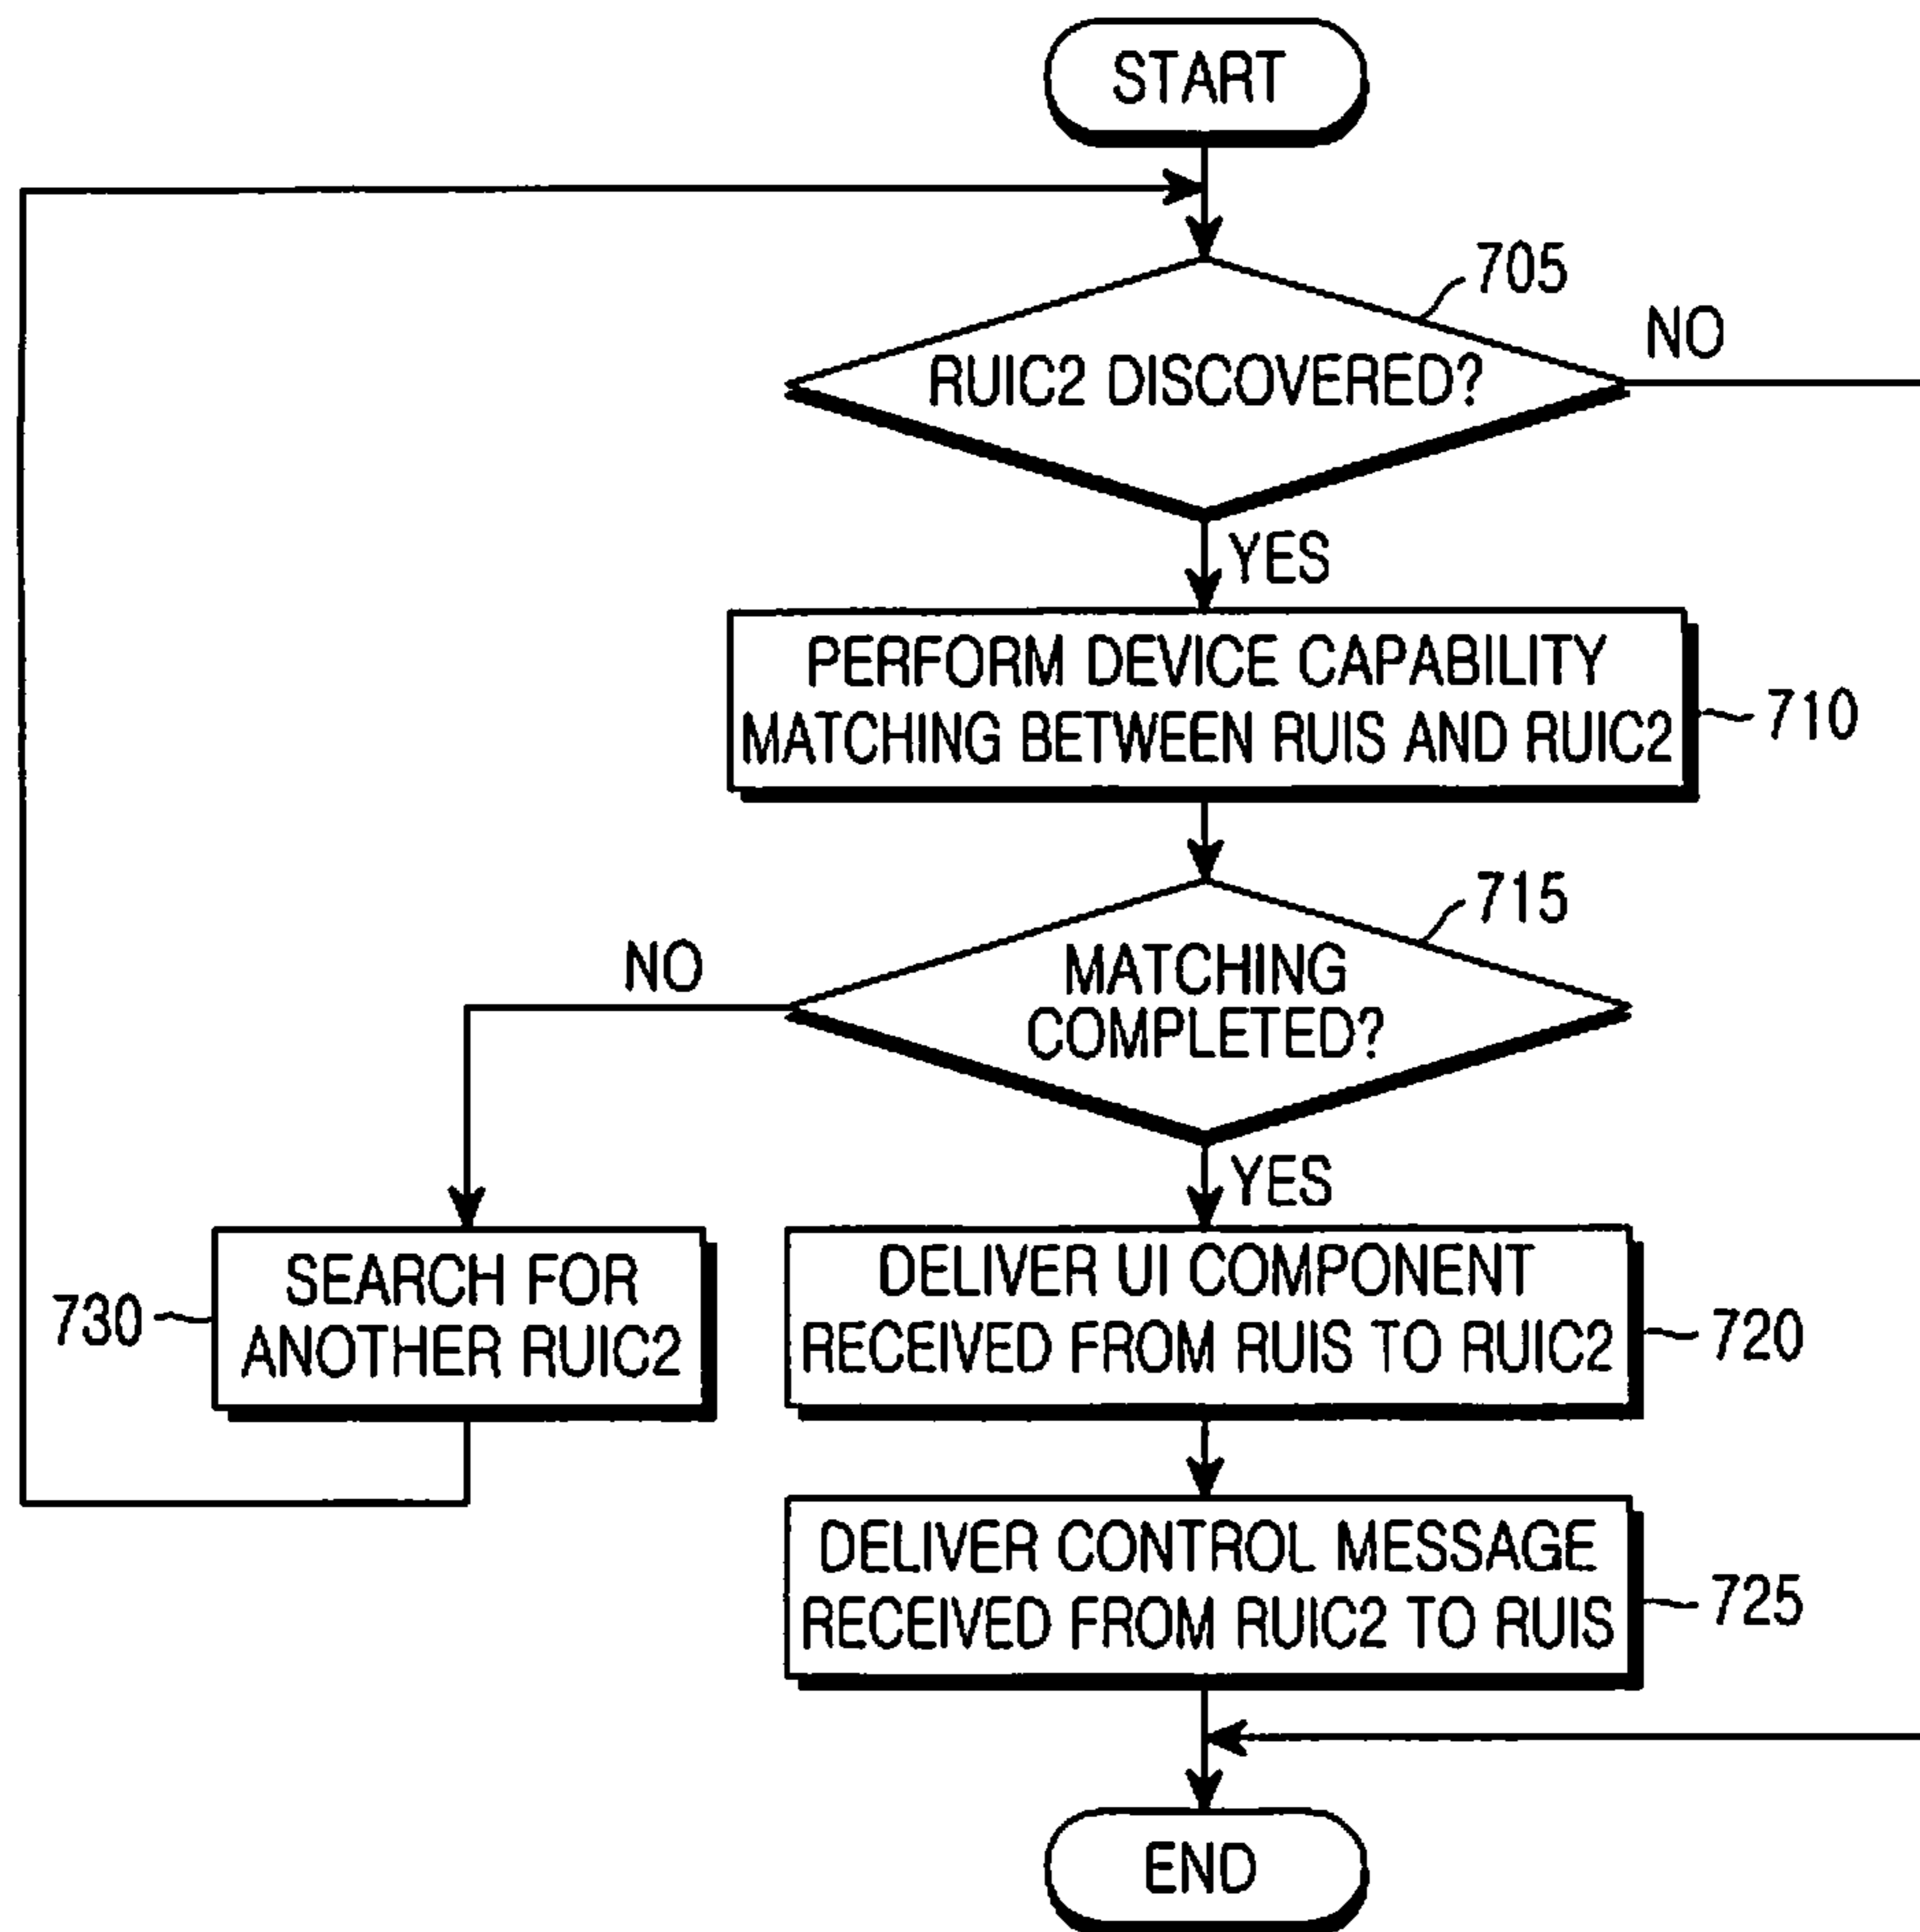 START
705
NO
RUIC2 DISCOVERED?
YES
PERFORM DEVICE CAPABILITY
MATCHING BETWEEN RUIS AND RUIC2
710
715
NO
MATCHING
COMPLETED?
YES
730
SEARCH FOR
ANOTHER RUIC2
DELIVER UI COMPONENT
RECEIVED FROM RUIS TO RUIC2
720
DELIVER CONTROL MESSAGE
RECEIVED FROM RUIC2 TO RUIS
725
END